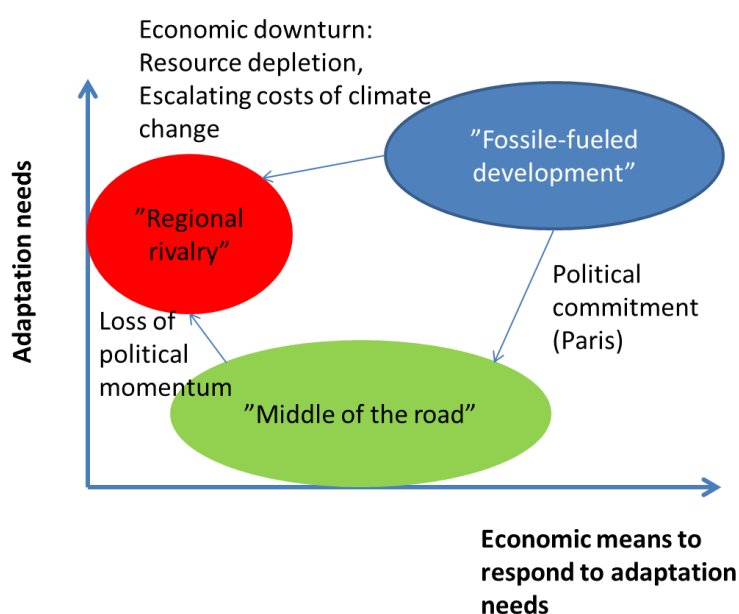 Economic downturn:
Resource depletion,
Escalating costs of climate
change
”Fossile-fueled
development”
Adaptation needs
”Regional
rivalry”
Political
commitment
(Paris)
Loss of
political
momentum
”Middle of the road”
Economic means to
respond to adaptation
needs